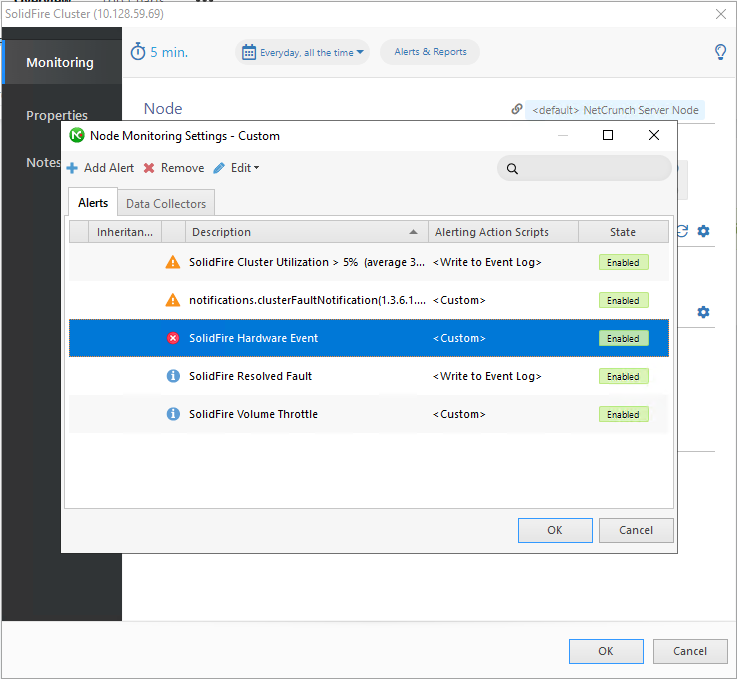 SolidFire Cluster (10.128.59.69)
Monitoring
5 min.
Everyday, all the time
Alerts & Reports
Properties
Node
<default> NetCrunch Server Node
Notes
Node Monitoring Settings - Custom
Add Alert
Remove
Edit
Alerts
Data Collectors
Inheritan...
Description
Alerting Action Scripts
State
SolidFire Cluster Utilization > 5% (average 3... <Write to Event Log> Enabled
notifications.clusterFaultNotification(1.3.6.1.... <Custom> Enabled
SolidFire Hardware Event <Custom> Enabled
SolidFire Resolved Fault <Write to Event Log> Enabled
SolidFire Volume Throttle <Custom> Enabled
OK
Cancel
OK
Cancel